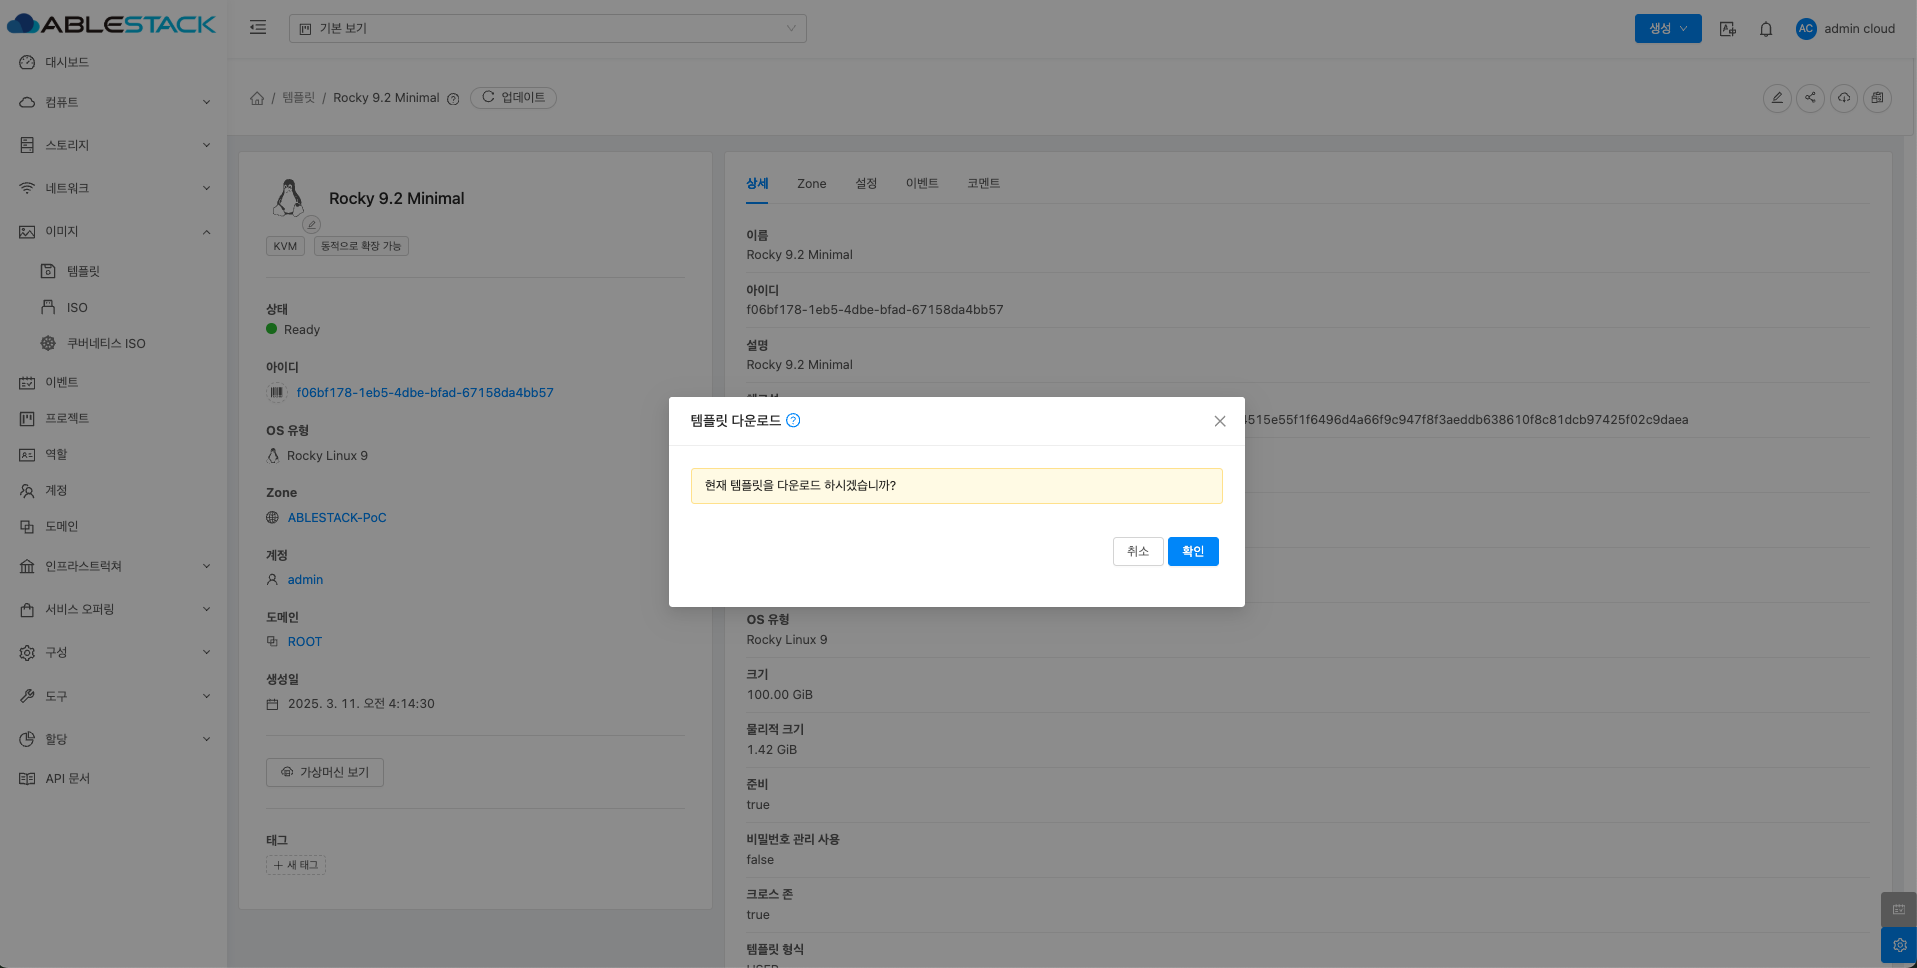 ABLESTACK
기본 보기
생성
AC
admin cloud
대시보드
컴퓨트
스토리지
네트워크
이미지
템플릿
ISO
쿠버네티스 ISO
이벤트
프로젝트
역할
계정
도메인
인프라스트럭쳐
서비스 오퍼링
구성
도구
할당
API 문서
/ 템플릿 / Rocky 9.2 Minimal
업데이트
Rocky 9.2 Minimal
KVM
동적으로 확장 가능
상태
Ready
아이디
f06bf178-1eb5-4dbe-bfad-67158da4bb57
OS 유형
Rocky Linux 9
Zone
ABLESTACK-PoC
계정
admin
도메인
ROOT
생성일
2025. 3. 11. 오전 4:14:30
가상머신 보기
태그
+ 새 태그
상세
Zone
설정
이벤트
코멘트
이름
Rocky 9.2 Minimal
아이디
f06bf178-1eb5-4dbe-bfad-67158da4bb57
설명
Rocky 9.2 Minimal
515e55f1f6496d4a66f9c947f8f3aeddb638610f8c81dcb97425f02c9daea
템플릿 다운로드
현재 템플릿을 다운로드 하시겠습니까?
취소
확인
OS 유형
Rocky Linux 9
크기
100.00 GiB
물리적 크기
1.42 GiB
준비
true
비밀번호 관리 사용
false
크로스 존
true
템플릿 형식